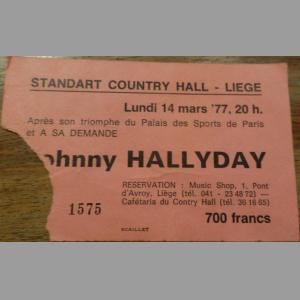 STANDART COUNTRY HALL - LIEGE
Lundi 14 mars '77, 20 h.
Après son triomphe du Palais des Sports de Paris
et A SA DEMANDE
ohnny HALLYDAY
RESERVATION : Music Shop, 1, Pont
d'Avroy, Liège (tél. 041 - 23 48 72) —
Cafétaria du Contry Hall (tél. 36 16 65)
1575
700 francs
ECAILLET